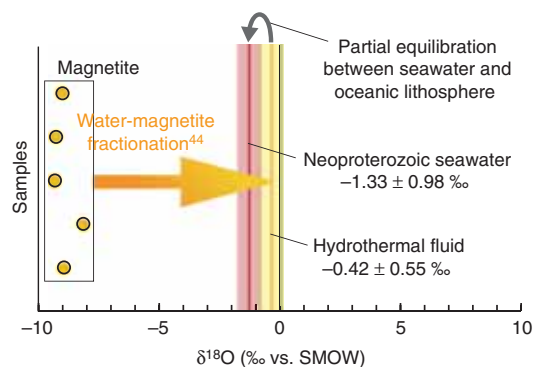 Partial equilibration
between seawater and
oceanic lithosphere
Magnetite
Water-magnetite
fractionation⁴⁴
Neoproterozoic seawater
−1.33 ± 0.98 ‰
Hydrothermal fluid
−0.42 ± 0.55 ‰
Samples
−10 −5 0 5 10
δ¹⁸O (‰ vs. SMOW)